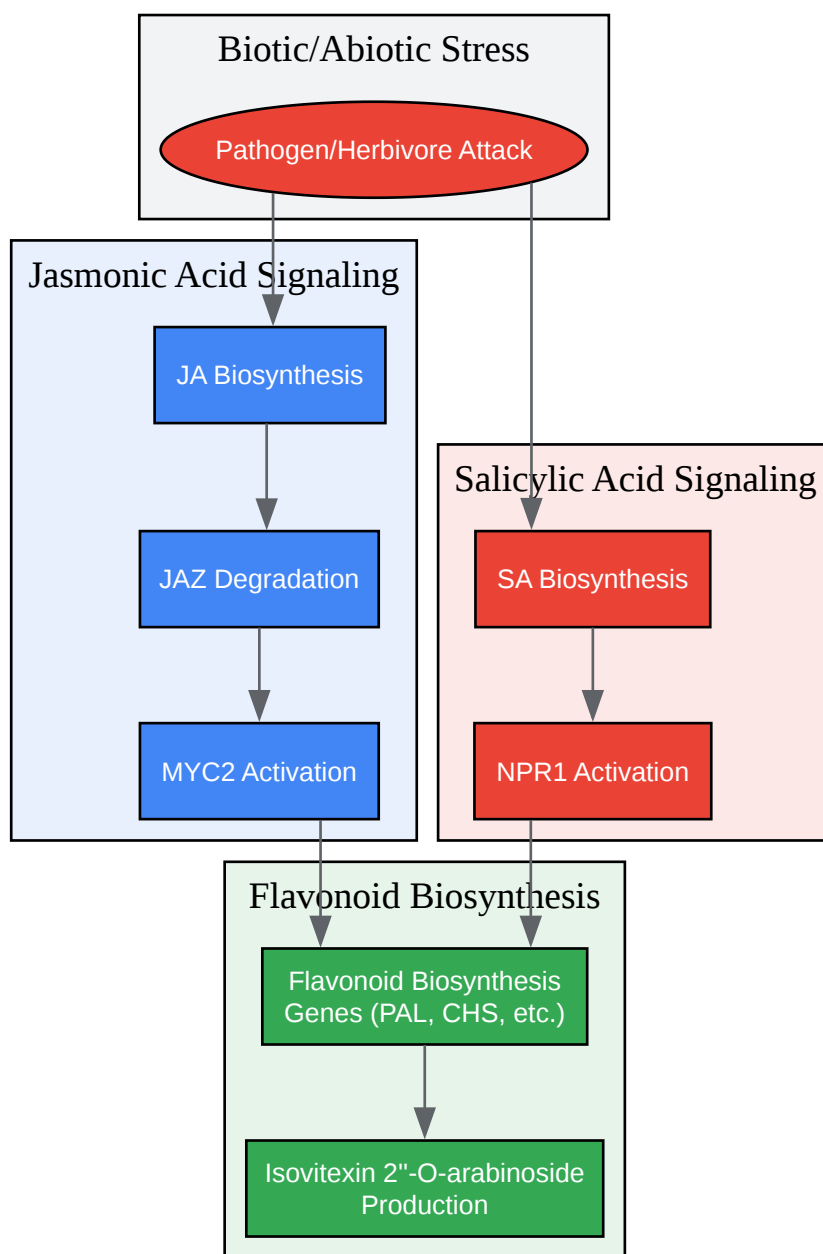 Biotic/Abiotic Stress
Pathogen/Herbivore Attack
Jasmonic Acid Signaling
JA Biosynthesis
JAZ Degradation
MYC2 Activation
Salicylic Acid Signaling
SA Biosynthesis
NPR1 Activation
Flavonoid Biosynthesis
Flavonoid Biosynthesis
Genes (PAL, CHS, etc.)
Isovitexin 2''-O-arabinoside
Production